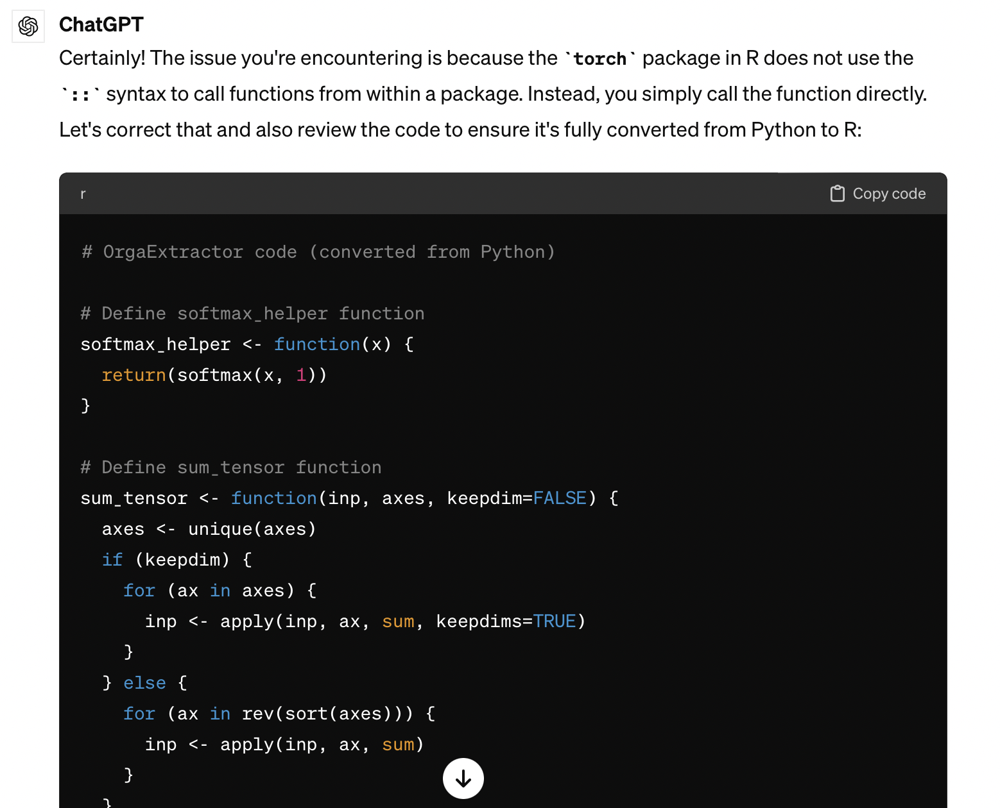 ChatGPT
Certainly! The issue you're encountering is because the `torch` package in R does not use the
`::` syntax to call functions from within a package. Instead, you simply call the function directly.
Let's correct that and also review the code to ensure it's fully converted from Python to R:
r
Copy code
# OrgaExtractor code (converted from Python)
# Define softmax_helper function
softmax_helper <- function(x) {
  return(softmax(x, 1))
}
# Define sum_tensor function
sum_tensor <- function(inp, axes, keepdim=FALSE) {
  axes <- unique(axes)
  if (keepdim) {
    for (ax in axes) {
      inp <- apply(inp, ax, sum, keepdims=TRUE)
    }
  } else {
    for (ax in rev(sort(axes))) {
      inp <- apply(inp, ax, sum)
    }
  }